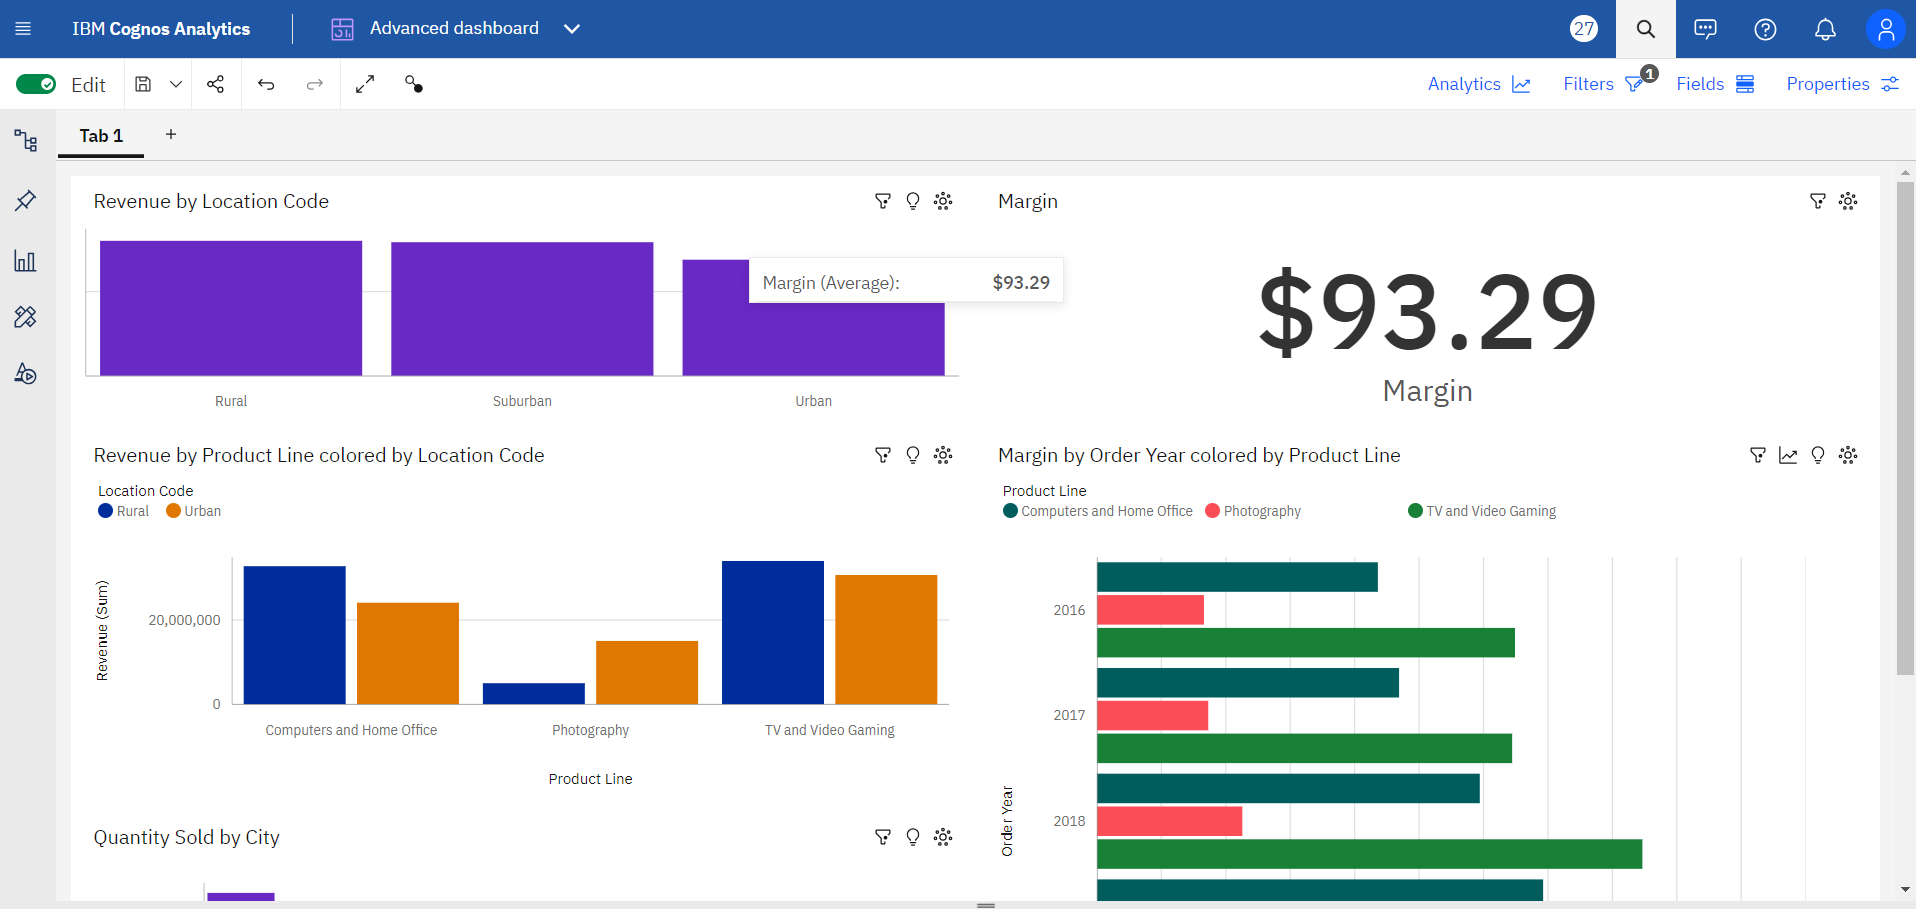 IBM Cognos Analytics
Advanced dashboard
27
Edit
Analytics
Filters
1
Fields
Properties
Tab 1
+
Revenue by Location Code
Rural
Suburban
Urban
Margin (Average): $93.29
Margin
$93.29
Margin
Revenue by Product Line colored by Location Code
Location Code
Rural
Urban
Revenue (Sum)
20,000,000
0
Computers and Home Office
Photography
TV and Video Gaming
Product Line
Margin by Order Year colored by Product Line
Product Line
Computers and Home Office
Photography
TV and Video Gaming
2016
2017
2018
Order Year
Quantity Sold by City